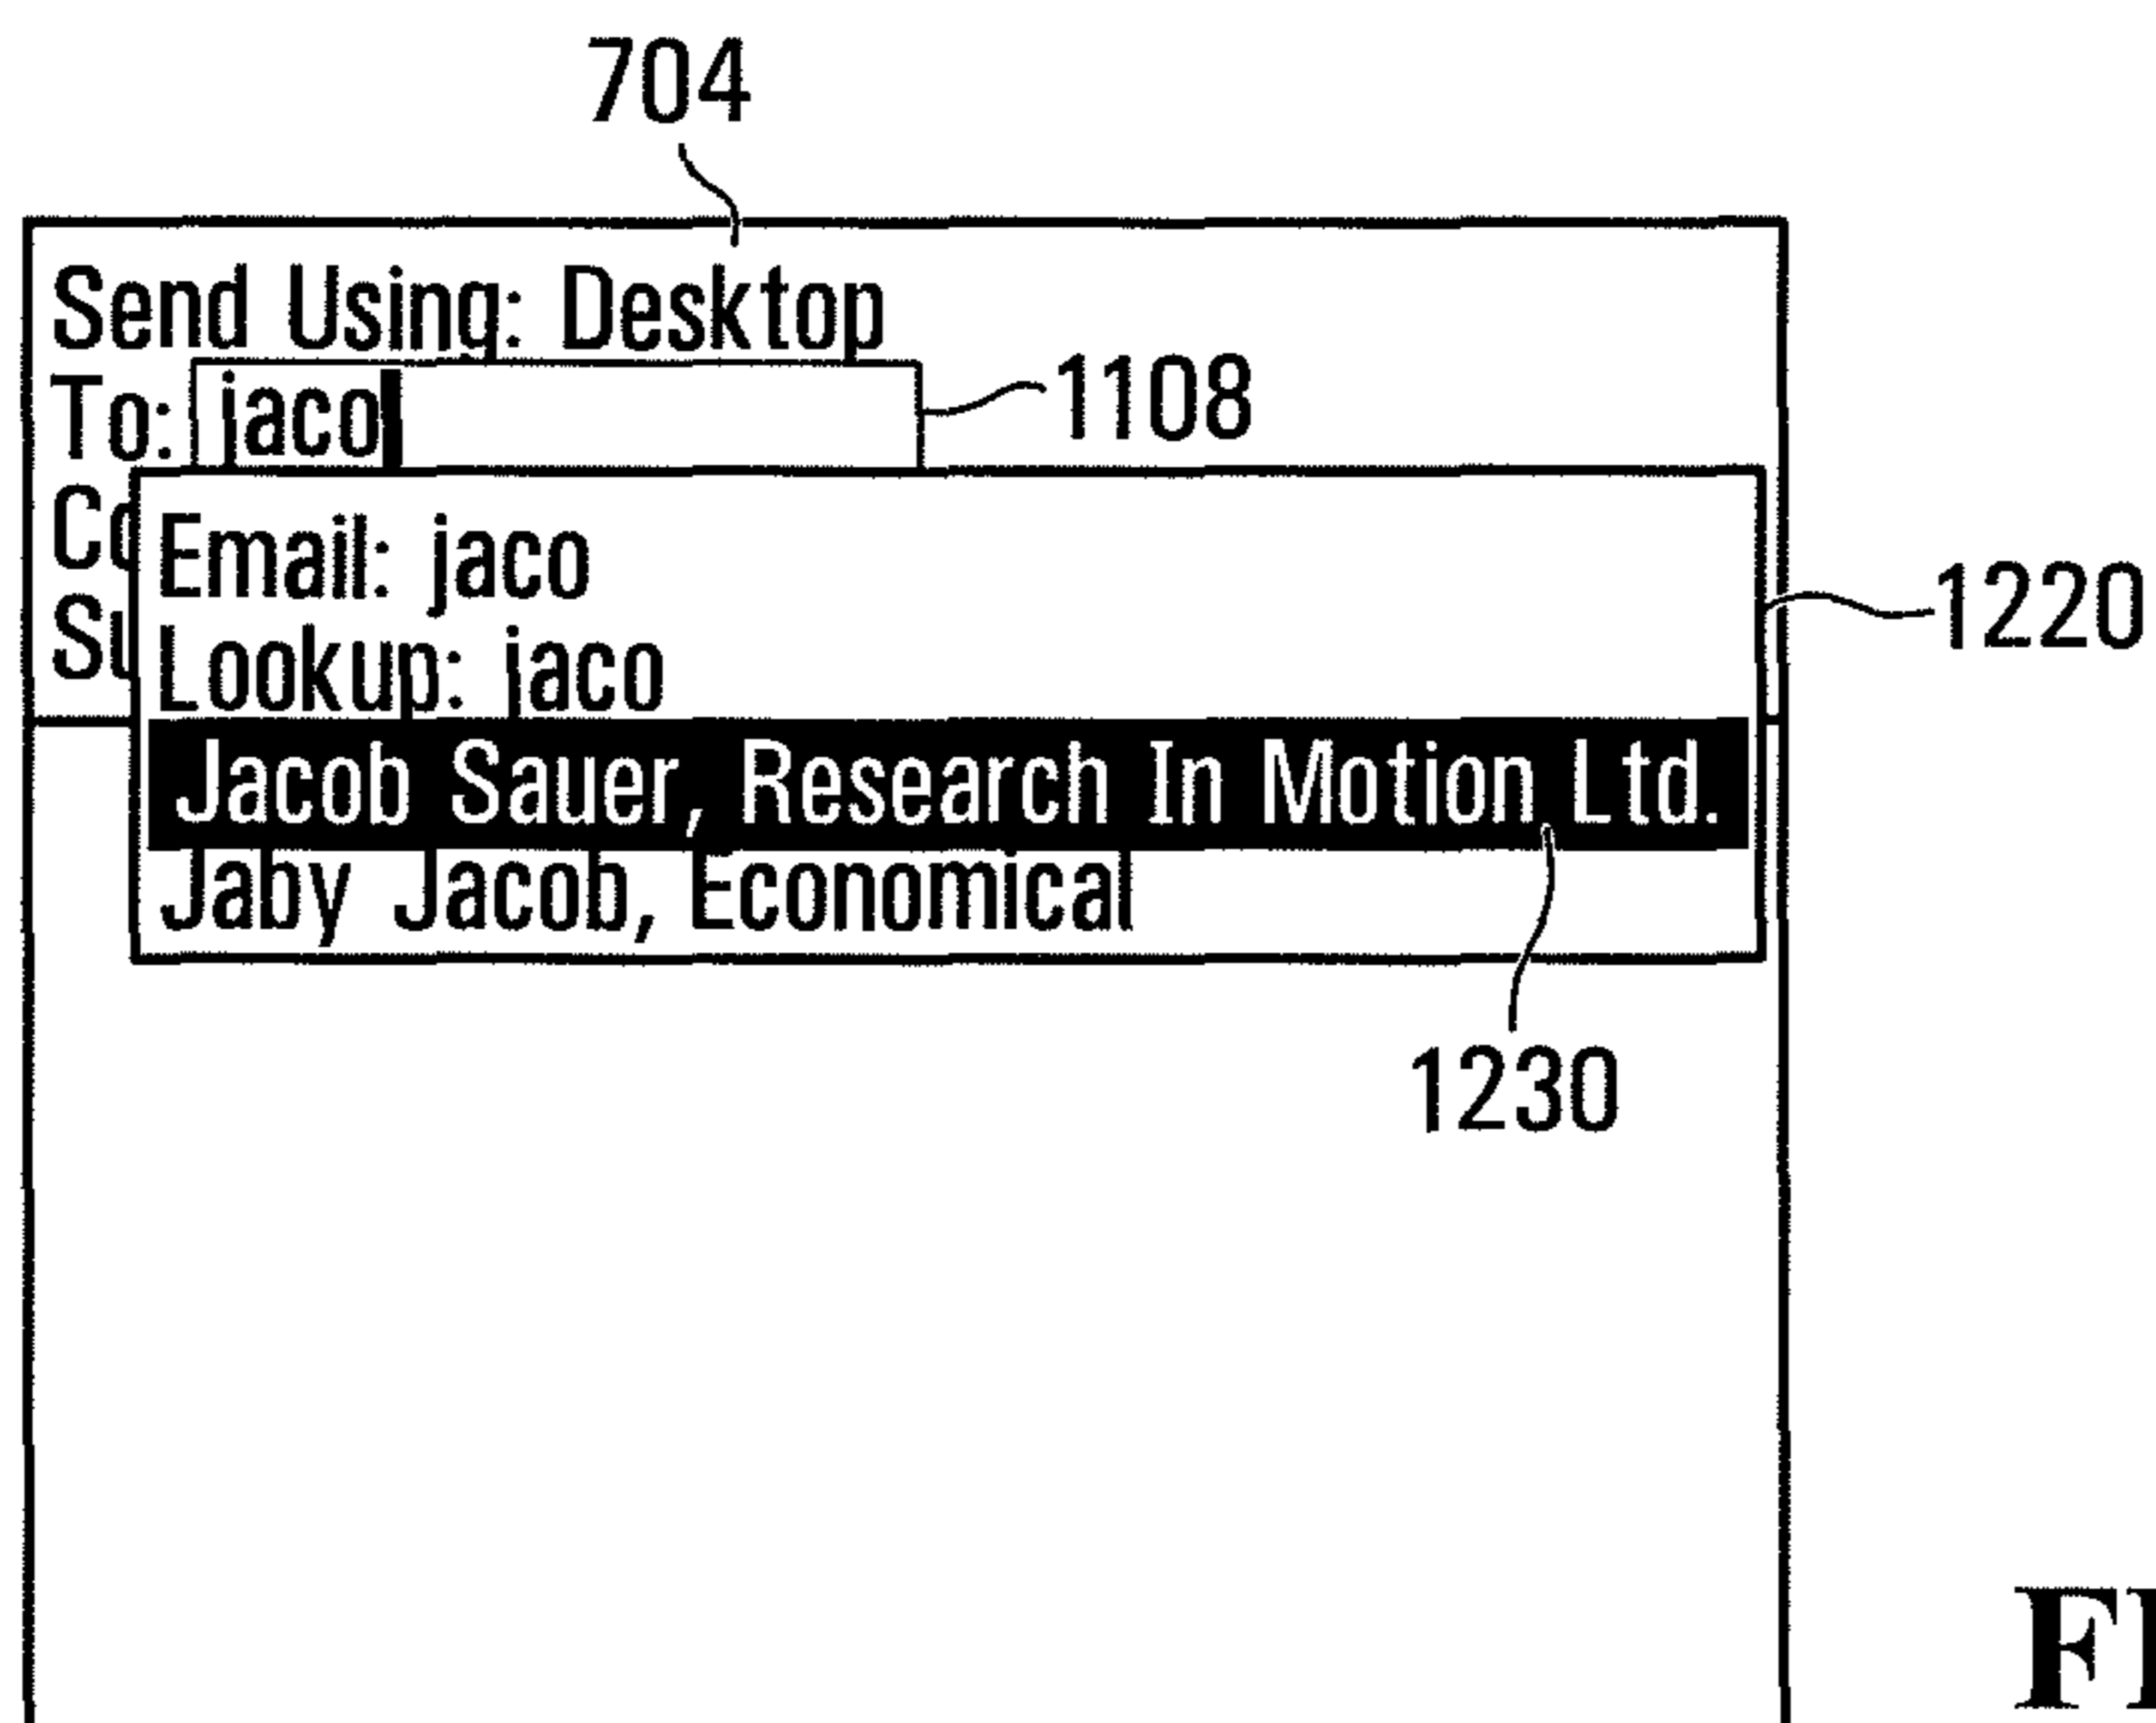 704
Send Using: Desktop
To: jaco
1108
Email: jaco
Lookup: jaco
1220
Jacob Sauer, Research In Motion Ltd.
Jaby Jacob, Economical
1230